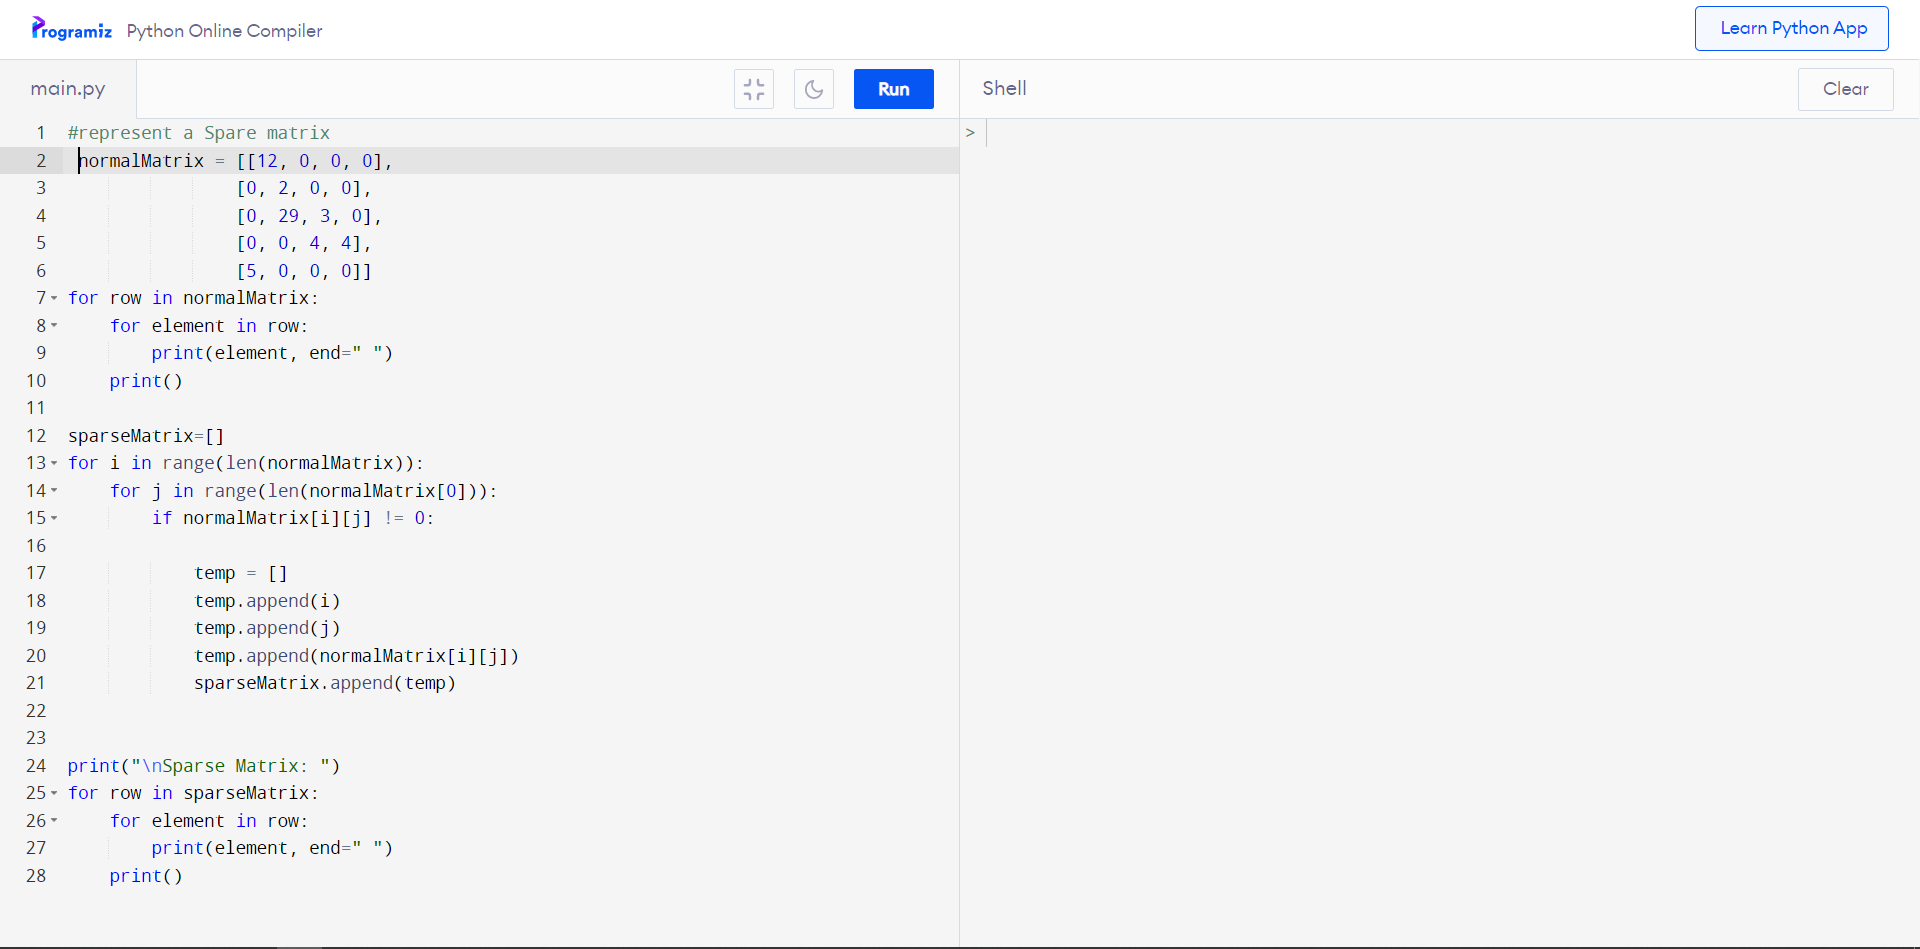 Programiz Python Online Compiler
Learn Python App
main.py
Run
Shell
Clear
1 #represent a Spare matrix
2  normalMatrix = [[12, 0, 0, 0],
3                 [0, 2, 0, 0],
4                 [0, 29, 3, 0],
5                 [0, 0, 4, 4],
6                 [5, 0, 0, 0]]
7 for row in normalMatrix:
8     for element in row:
9         print(element, end=" ")
10     print()
11
12 sparseMatrix=[]
13 for i in range(len(normalMatrix)):
14     for j in range(len(normalMatrix[0])):
15         if normalMatrix[i][j] != 0:
16
17             temp = []
18             temp.append(i)
19             temp.append(j)
20             temp.append(normalMatrix[i][j])
21             sparseMatrix.append(temp)
22
23
24 print("\nSparse Matrix: ")
25 for row in sparseMatrix:
26     for element in row:
27         print(element, end=" ")
28     print()
>